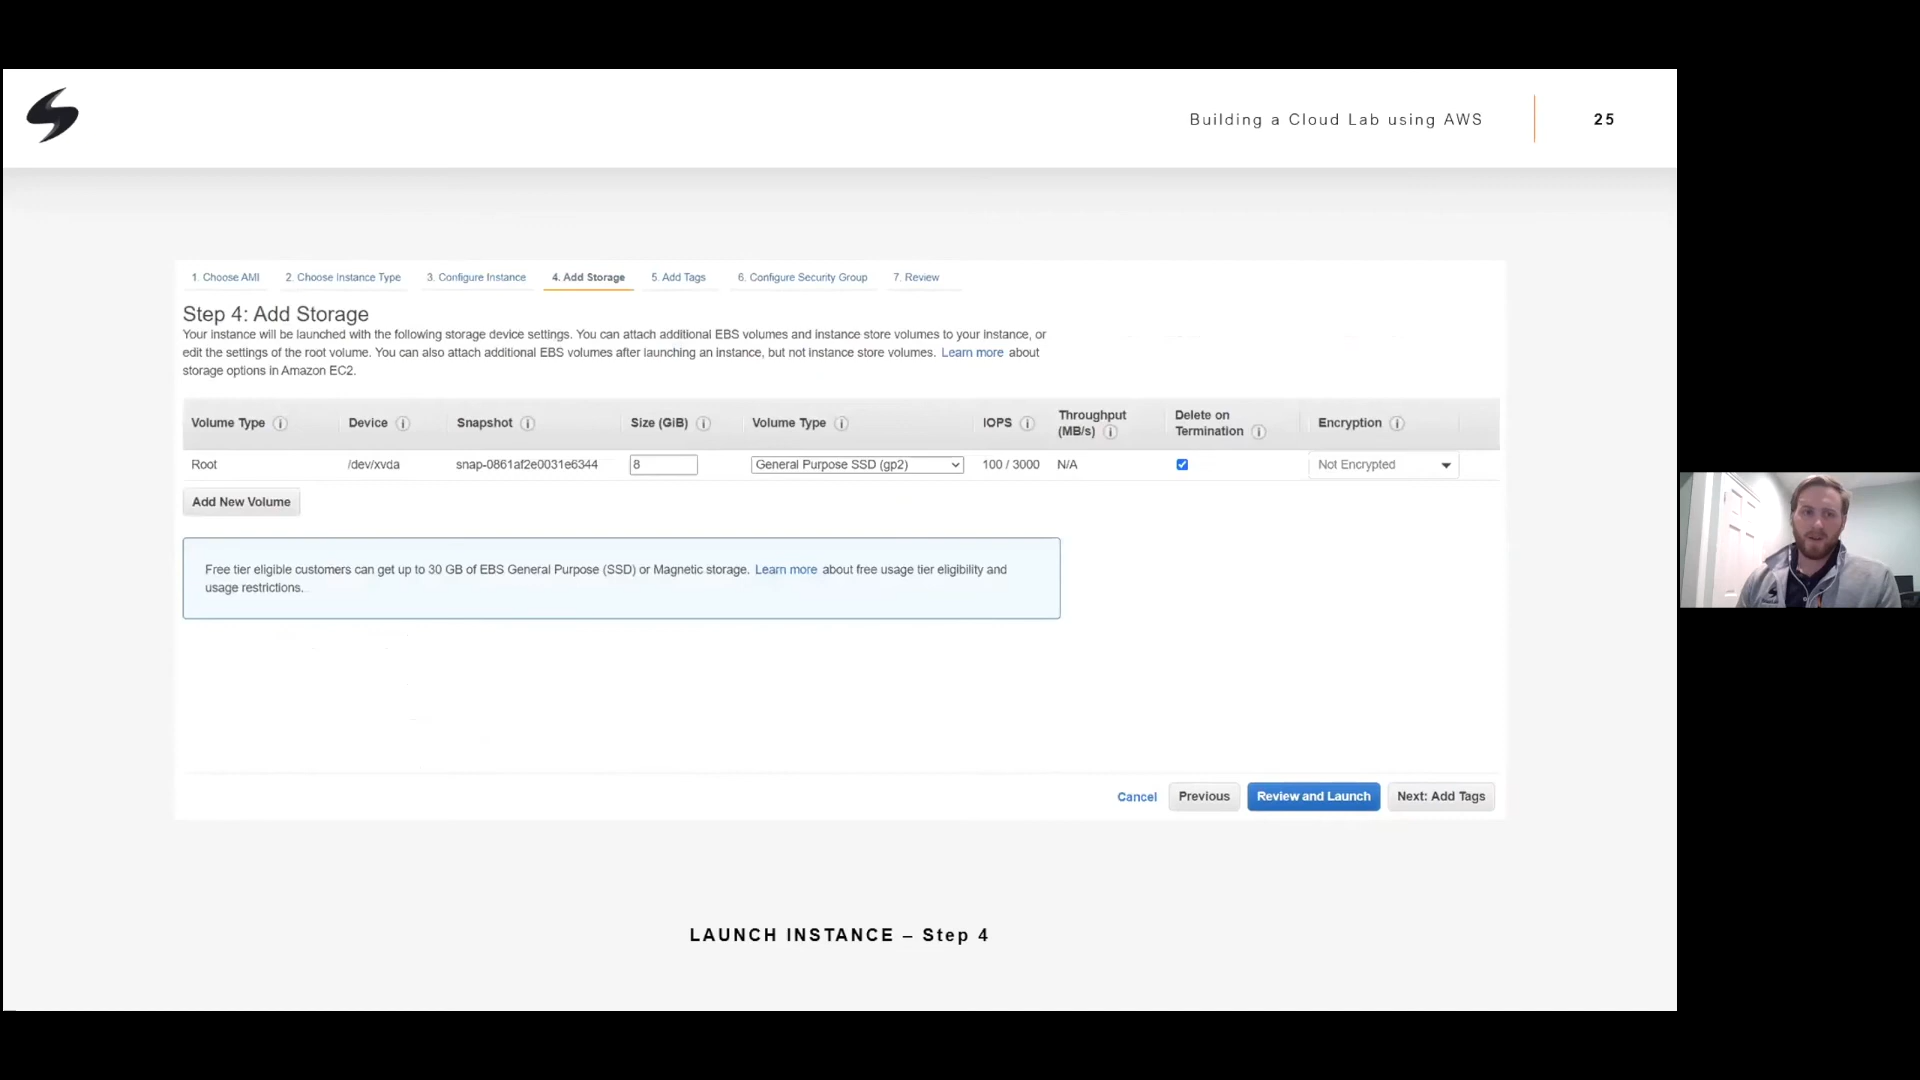 Building a Cloud Lab using AWS
25
1. Choose AMI 2. Choose Instance Type 3. Configure Instance 4. Add Storage 5. Add Tags 6. Configure Security Group 7. Review
Step 4: Add Storage
Your instance will be launched with the following storage device settings. You can attach additional EBS volumes and instance store volumes to your instance, or
edit the settings of the root volume. You can also attach additional EBS volumes after launching an instance, but not instance store volumes. Learn more about
storage options in Amazon EC2.
Volume Type Device Snapshot Size (GiB) Volume Type IOPS Throughput (MB/s) Delete on Termination Encryption
Root /dev/xvda snap-0861af2e0031e6344 8 General Purpose SSD (gp2) 100 / 3000 N/A Not Encrypted
Add New Volume
Free tier eligible customers can get up to 30 GB of EBS General Purpose (SSD) or Magnetic storage. Learn more about free usage tier eligibility and
usage restrictions.
Cancel Previous Review and Launch Next: Add Tags
LAUNCH INSTANCE – Step 4